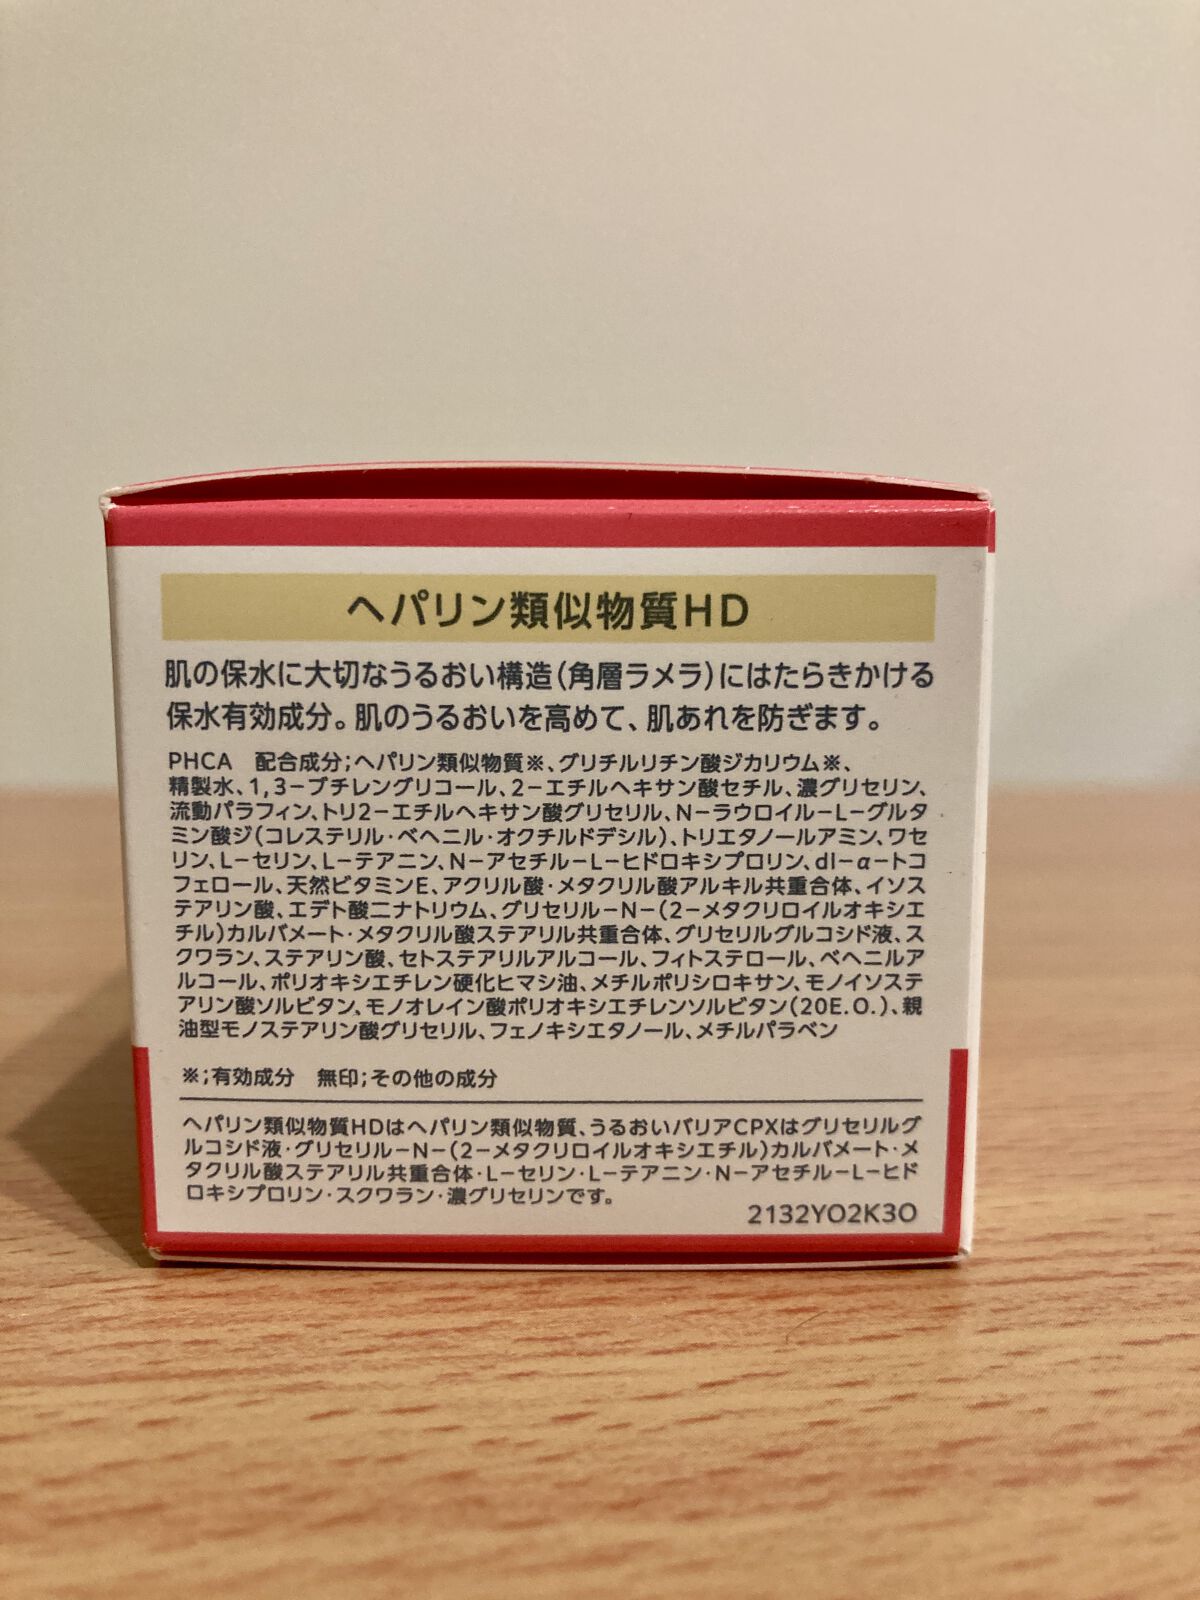 ヘパリン類似物質HD
肌の保水に大切なうるおい構造(角層ラメラ)にはたらきかける
保水有効成分。肌のうるおいを高めて、肌あれを防ぎます。
PHCA 配合成分;ヘパリン類似物質※、グリチルリチン酸ジカリウム※、
精製水、1,3−ブチレングリコール、2−エチルヘキサン酸セチル、濃グリセリン、
流動パラフィン、トリ2−エチルヘキサン酸グリセリル、N−ラウロイル−L−グルタ
ミン酸ジ(コレステリル・ベヘニル・オクチルドデシル)、トリエタノールアミン、ワセ
リン、L−セリン、L−テアニン、N−アセチル−L−ヒドロキシプロリン、dl−α−トコ
フェロール、天然ビタミンE、アクリル酸・メタクリル酸アルキル共重合体、イソス
テアリン酸、エデト酸二ナトリウム、グリセリル−N−(2−メタクリロイルオキシエ
チル)カルバメート・メタクリル酸ステアリル共重合体、グリセリルグルコシド液、ス
クワラン、ステアリン酸、セトステアリルアルコール、フィトステロール、ベヘニルア
ルコール、ポリオキシエチレン硬化ヒマシ油、メチルポリシロキサン、モノイソステ
アリン酸ソルビタン、モノオレイン酸ポリオキシエチレンソルビタン(20E.O.)、親
油型モノステアリン酸グリセリル、フェノキシエタノール、メチルパラベン
※;有効成分 無印;その他の成分
ヘパリン類似物質HDはヘパリン類似物質、うるおいバリアCPXはグリセリルグ
ルコシド液・グリセリル−N−(2−メタクリロイルオキシエチル)カルバメート・メ
タクリル酸ステアリル共重合体・L−セリン・L−テアニン・N−アセチル−L−ヒド
ロキシプロリン・スクワラン・濃グリセリンです。
2132YO2K3O